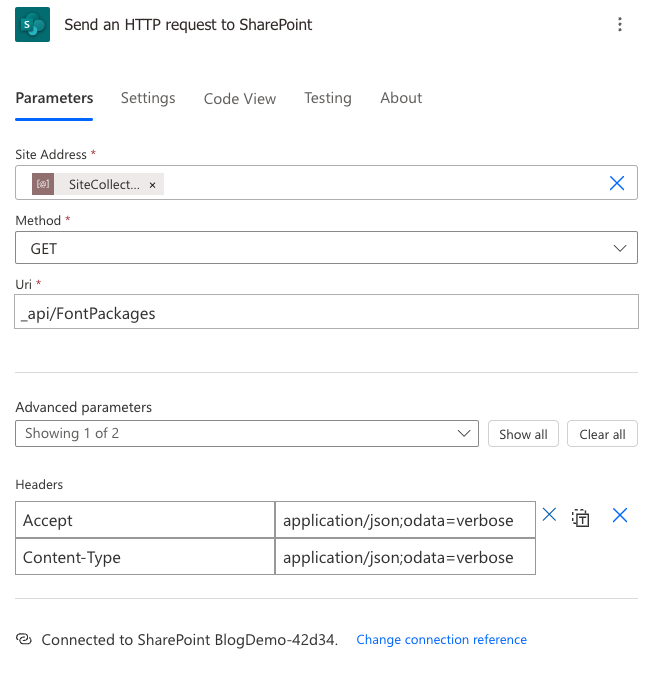 Send an HTTP request to SharePoint
Parameters Settings Code View Testing About
Site Address *
SiteCollect... ×
Method *
GET
Uri *
_api/FontPackages
Advanced parameters
Showing 1 of 2 Show all Clear all
Headers
Accept application/json;odata=verbose
Content-Type application/json;odata=verbose
Connected to SharePoint BlogDemo-42d34. Change connection reference